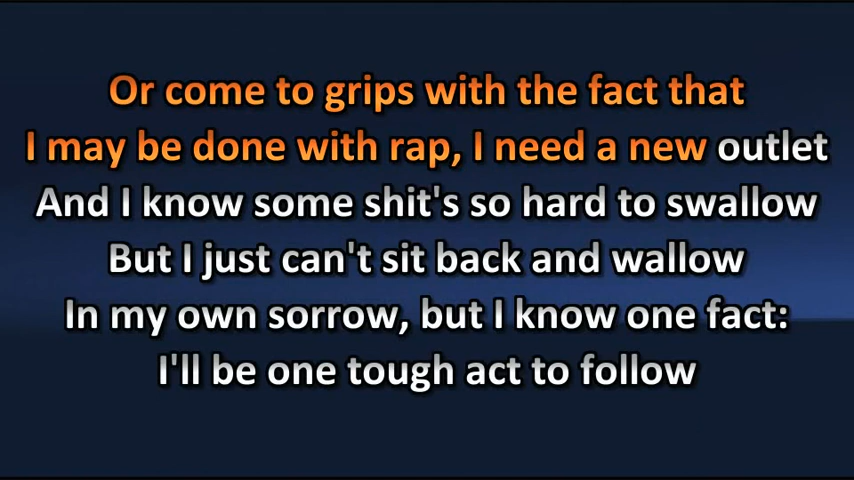 Or come to grips with the fact that
I may be done with rap, I need a new outlet
And I know some shit's so hard to swallow
But I just can't sit back and wallow
In my own sorrow, but I know one fact:
I'll be one tough act to follow